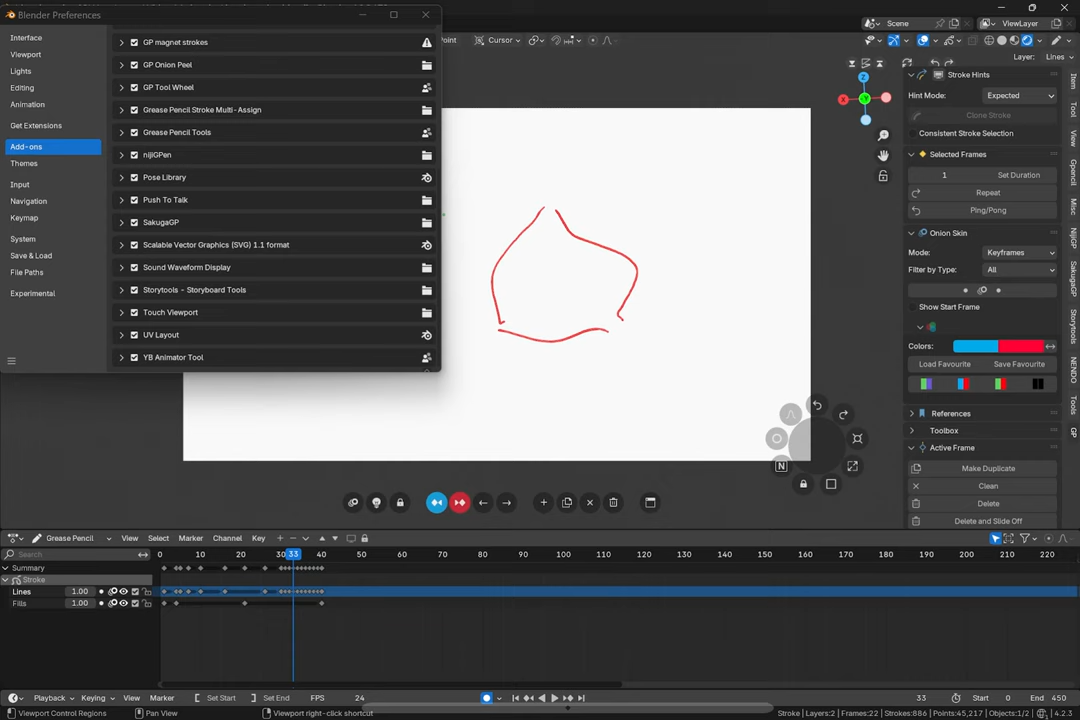 Blender Preferences
Interface
Viewport
Lights
Editing
Animation
Get Extensions
Add-ons
Themes
Input
Navigation
Keymap
System
Save & Load
File Paths
Experimental
GP magnet strokes
GP Onion Peel
GP Tool Wheel
Grease Pencil Stroke Multi-Assign
Grease Pencil Tools
nijiGPen
Pose Library
Push To Talk
SakugaGP
Scalable Vector Graphics (SVG) 1.1 format
Sound Waveform Display
Storytools - Storyboard Tools
Touch Viewport
UV Layout
YB Animator Tool
Scene
ViewLayer
Point
Cursor
Layer: Lines
X
Y
Z
N
Stroke Hints
Hint Mode: Expected
Clone Stroke
Consistent Stroke Selection
Selected Frames
1 Set Duration
Repeat
Ping/Pong
Onion Skin
Mode: Keyframes
Filter by Type: All
Show Start Frame
Colors:
Load Favourite Save Favourite
References
Toolbox
Active Frame
Make Duplicate
Clean
Delete
Delete and Slide Off
Item
Tool
View
Gpencil
Misc
NijiGP
SakugaGP
Storytools
NENDO
Tools
GP
Grease Pencil View Select Marker Channel Key
Search
0 10 20 30 33 40 50 60 70 80 90 100 110 120 130 140 150 160 170 180 190 200 210 220
Summary
Stroke
Lines 1.00
Fills 1.00
Playback Keying View Marker Set Start Set End FPS 24 33 Start 0 End 450
Viewport Control Regions Pan View Viewport right-click shortcut Stroke | Layers:2 | Frames:22 | Strokes:886 | Points:45,217 | Objects:1/2 4.2.3